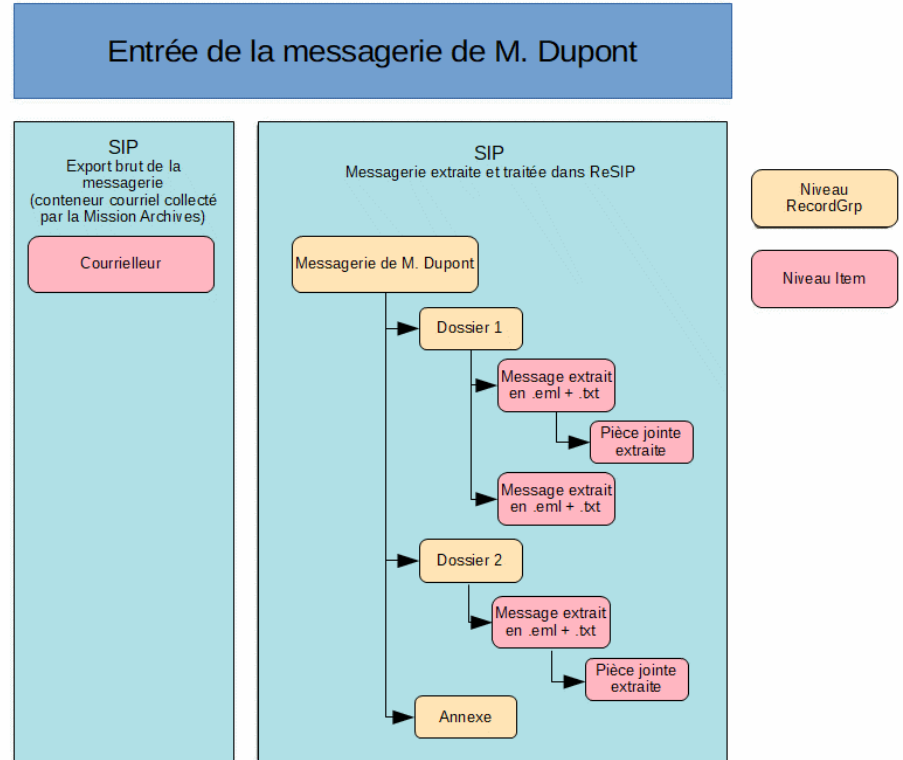 Entrée de la messagerie de M. Dupont
SIP
Export brut de la
messagerie
(conteneur courriel collecté
par la Mission Archives)
Courrielleur
SIP
Messagerie extraite et traitée dans ReSIP
Messagerie de M. Dupont
Dossier 1
Message extrait
en .eml + .txt
Pièce jointe
extraite
Message extrait
en .eml + .txt
Dossier 2
Message extrait
en .eml + .txt
Pièce jointe
extraite
Annexe
Niveau
RecordGrp
Niveau Item